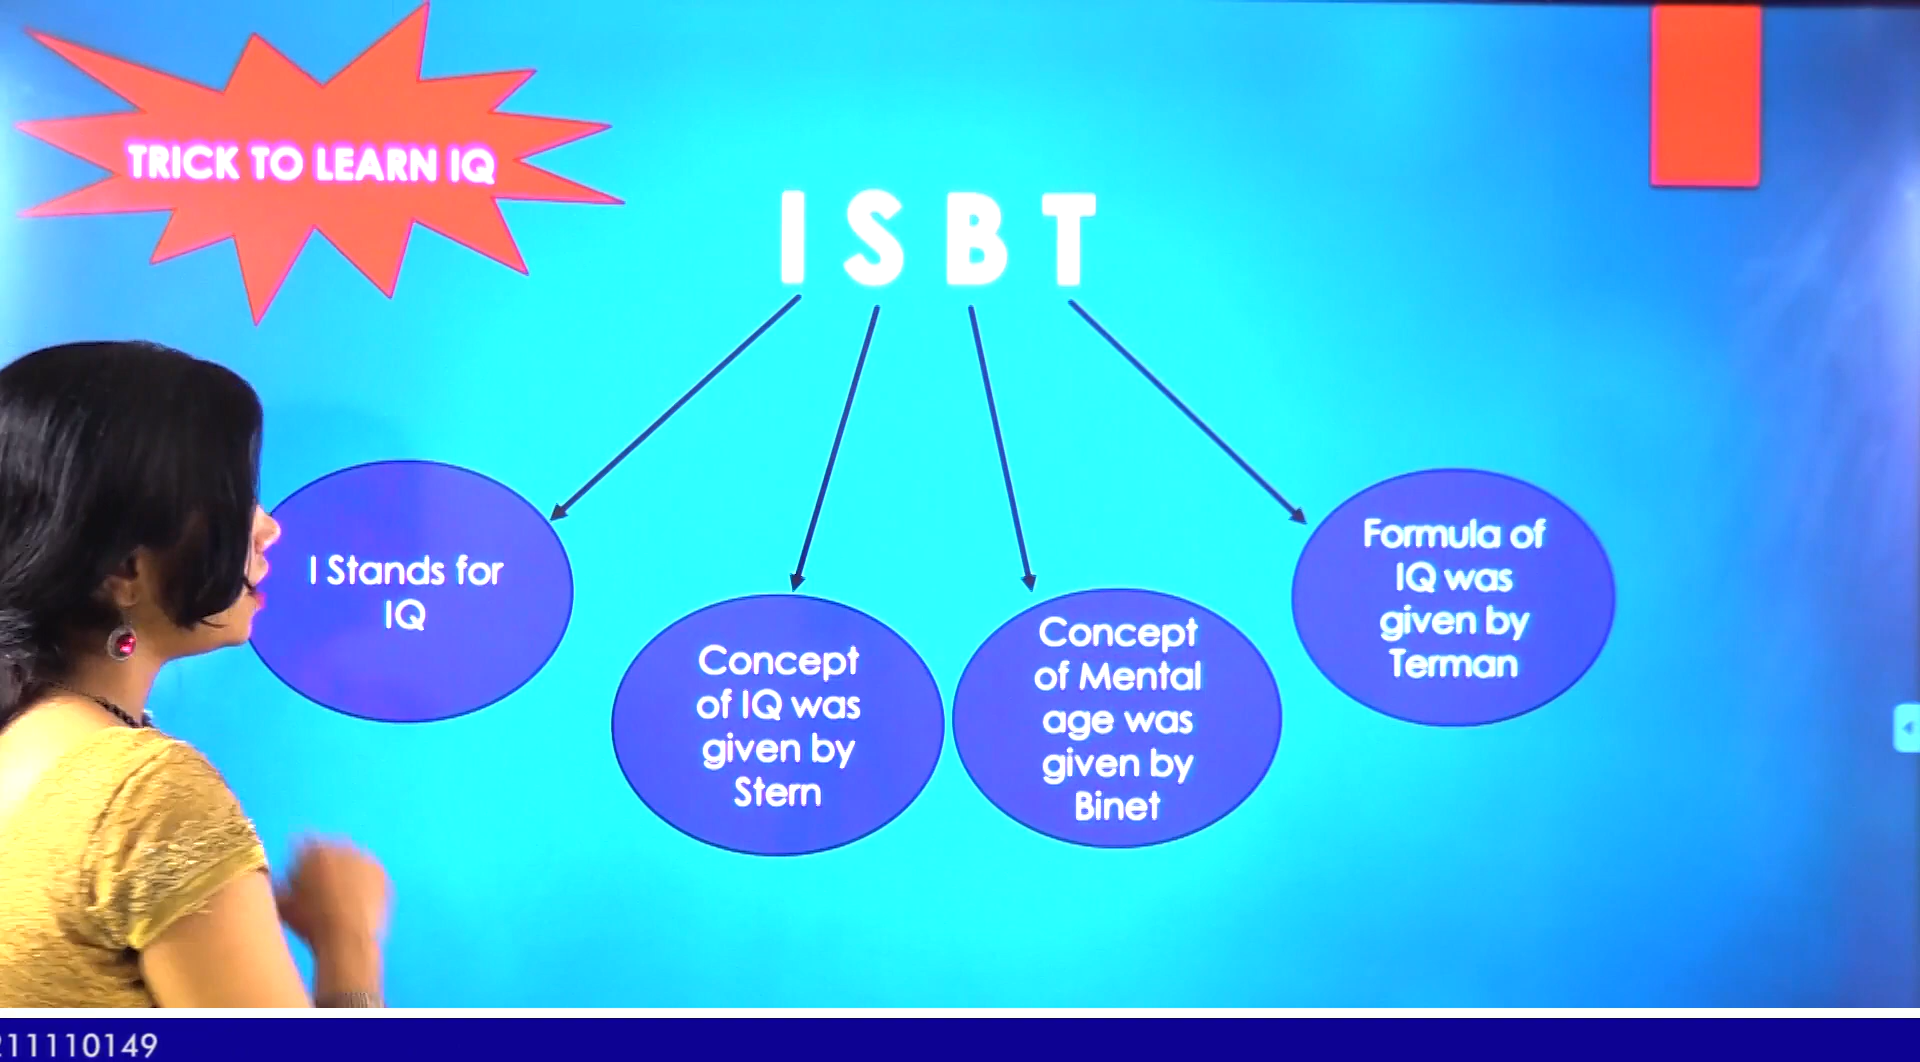 TRICK TO LEARN IQ
I S B T
I Stands for
IQ
Concept
of IQ was
given by
Stern
Concept
of Mental
age was
given by
Binet
Formula of
IQ was
given by
Terman
11110149